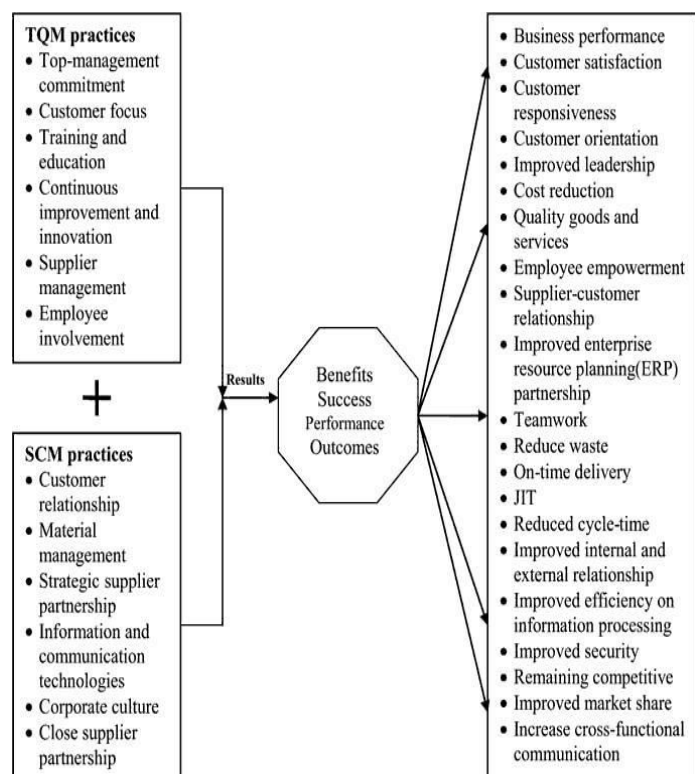 TQM practices
• Top-management
commitment
• Customer focus
• Training and
education
• Continuous
improvement and
innovation
• Supplier
management
• Employee
involvement
+
SCM practices
• Customer
relationship
• Material
management
• Strategic supplier
partnership
• Information and
communication
technologies
• Corporate culture
• Close supplier
partnership
Results
Benefits
Success
Performance
Outcomes
• Business performance
• Customer satisfaction
• Customer
responsiveness
• Customer orientation
• Improved leadership
• Cost reduction
• Quality goods and
services
• Employee empowerment
• Supplier-customer
relationship
• Improved enterprise
resource planning(ERP)
partnership
• Teamwork
• Reduce waste
• On-time delivery
• JIT
• Reduced cycle-time
• Improved internal and
external relationship
• Improved efficiency on
information processing
• Improved security
• Remaining competitive
• Improved market share
• Increase cross-functional
communication